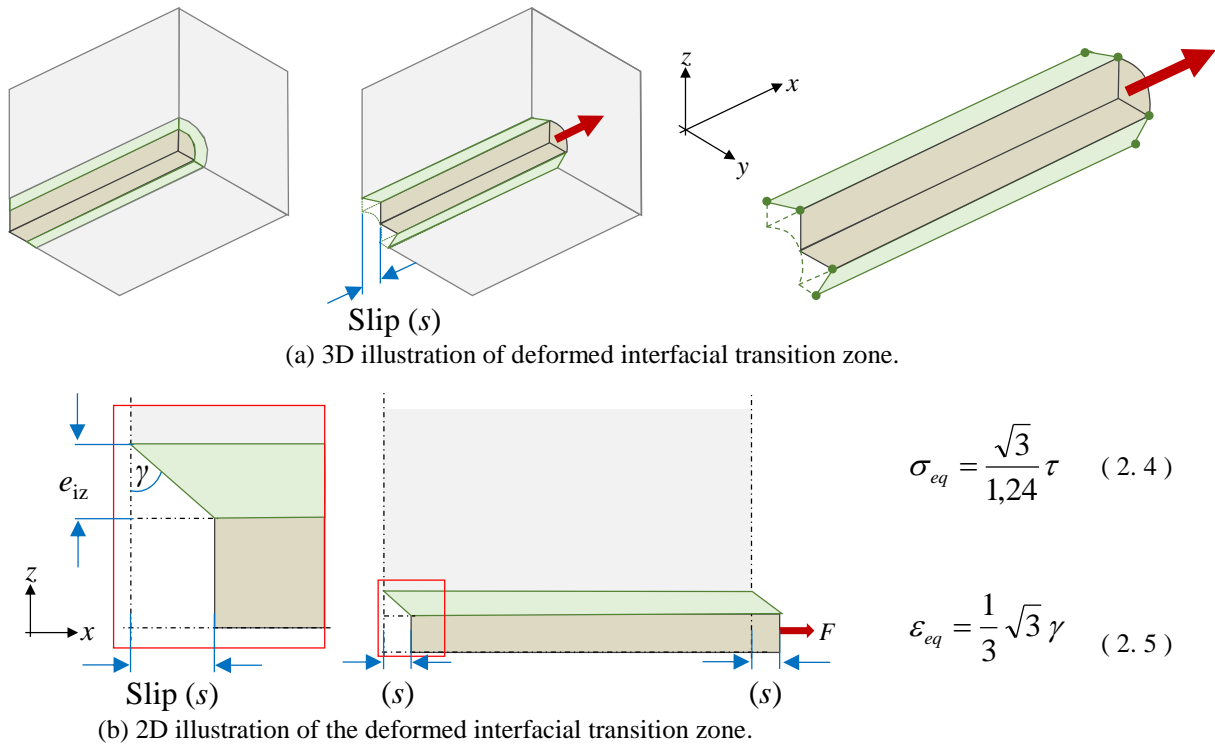 z
x
y
Slip (s)
(a) 3D illustration of deformed interfacial transition zone.
γ
e_iz
z
x
Slip (s)
(s)
(s)
F
σ_eq = √3/1,24 τ ( 2. 4 )
ε_eq = 1/3 √3 γ ( 2. 5 )
(b) 2D illustration of the deformed interfacial transition zone.